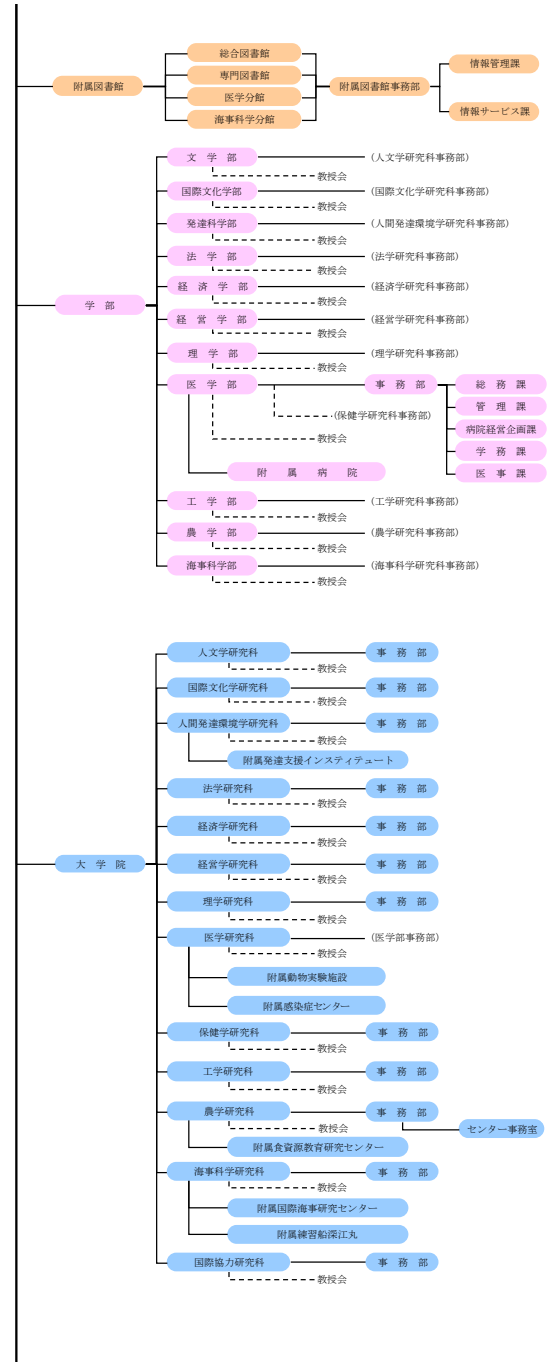 総合図書館
情報管理課
専門図書館
附属図書館
附属図書館事務部
医学分館
情報サービス課
海事科学分館
文学部
(人文学研究科事務部)
教授会
国際文化学部
(国際文化学研究科事務部)
教授会
発達科学部
(人間発達環境学研究科事務部)
教授会
法学部
(法学研究科事務部)
教授会
経済学部
(経済学研究科事務部)
教授会
学部
経営学部
(経営学研究科事務部)
教授会
理学部
(理学研究科事務部)
教授会
医学部
事務部
総務課
管理課
(保健学研究科事務部)
病院経営企画課
教授会
学務課
附属病院
医事課
工学部
(工学研究科事務部)
教授会
農学部
(農学研究科事務部)
教授会
海事科学部
(海事科学研究科事務部)
教授会
人文学研究科
事務部
教授会
国際文化学研究科
事務部
教授会
人間発達環境学研究科
事務部
教授会
附属発達支援インスティテュート
法学研究科
事務部
教授会
経済学研究科
事務部
教授会
大学院
経営学研究科
事務部
教授会
理学研究科
事務部
教授会
医学研究科
(医学部事務部)
教授会
附属動物実験施設
附属感染症センター
保健学研究科
事務部
教授会
工学研究科
事務部
教授会
農学研究科
事務部
教授会
センター事務室
附属食資源教育研究センター
海事科学研究科
事務部
教授会
附属国際海事研究センター
附属練習船深江丸
国際協力研究科
事務部
教授会